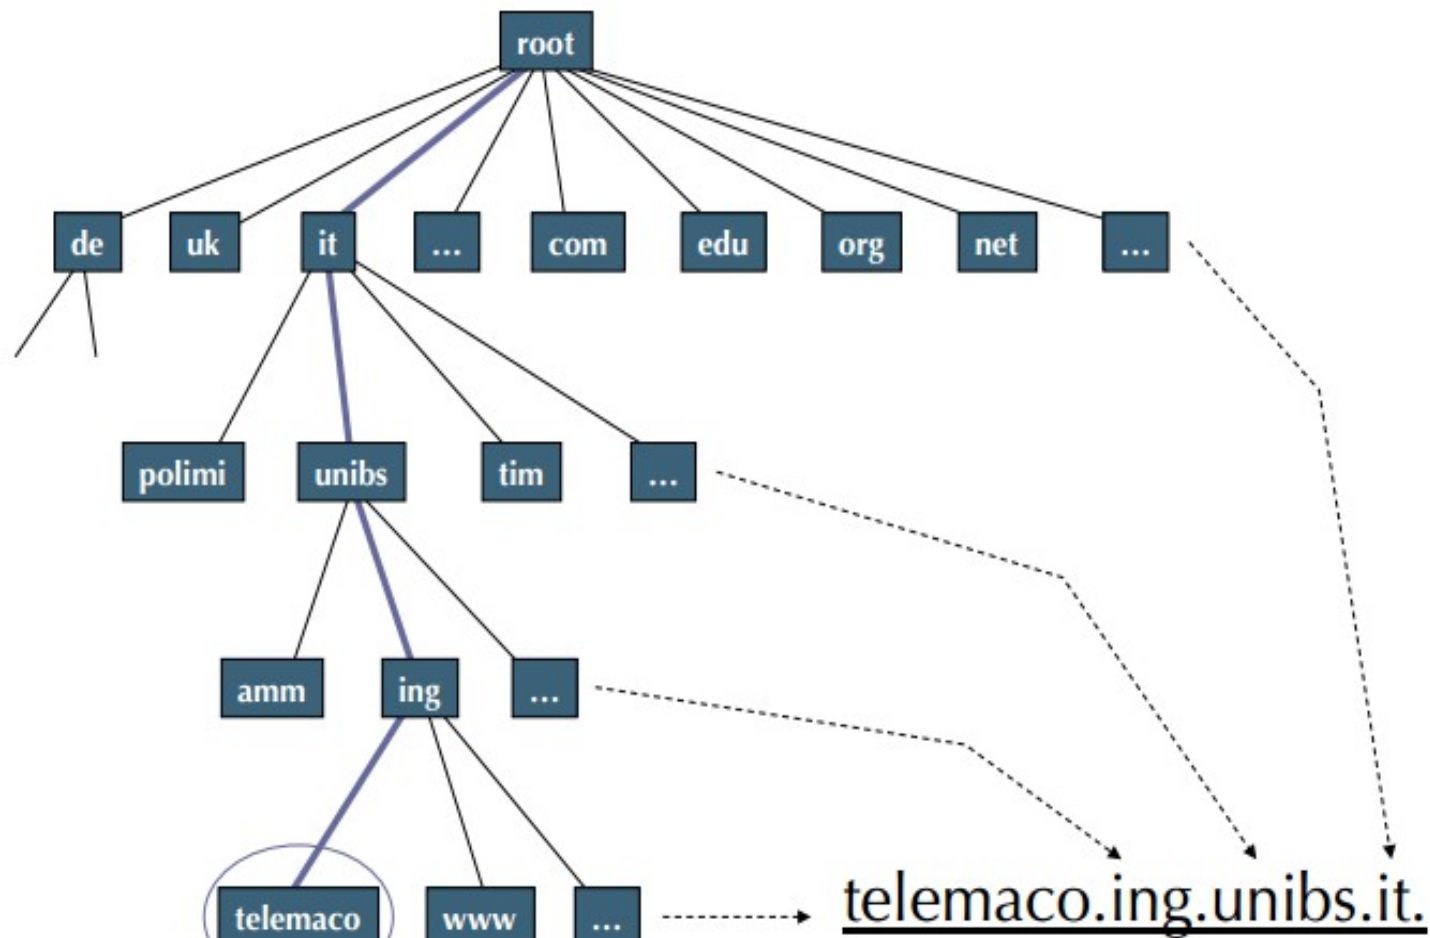 root
de uk it ... com edu org net ...
polimi unibs tim ...
amm ing ...
telemaco www ... telemaco.ing.unibs.it.